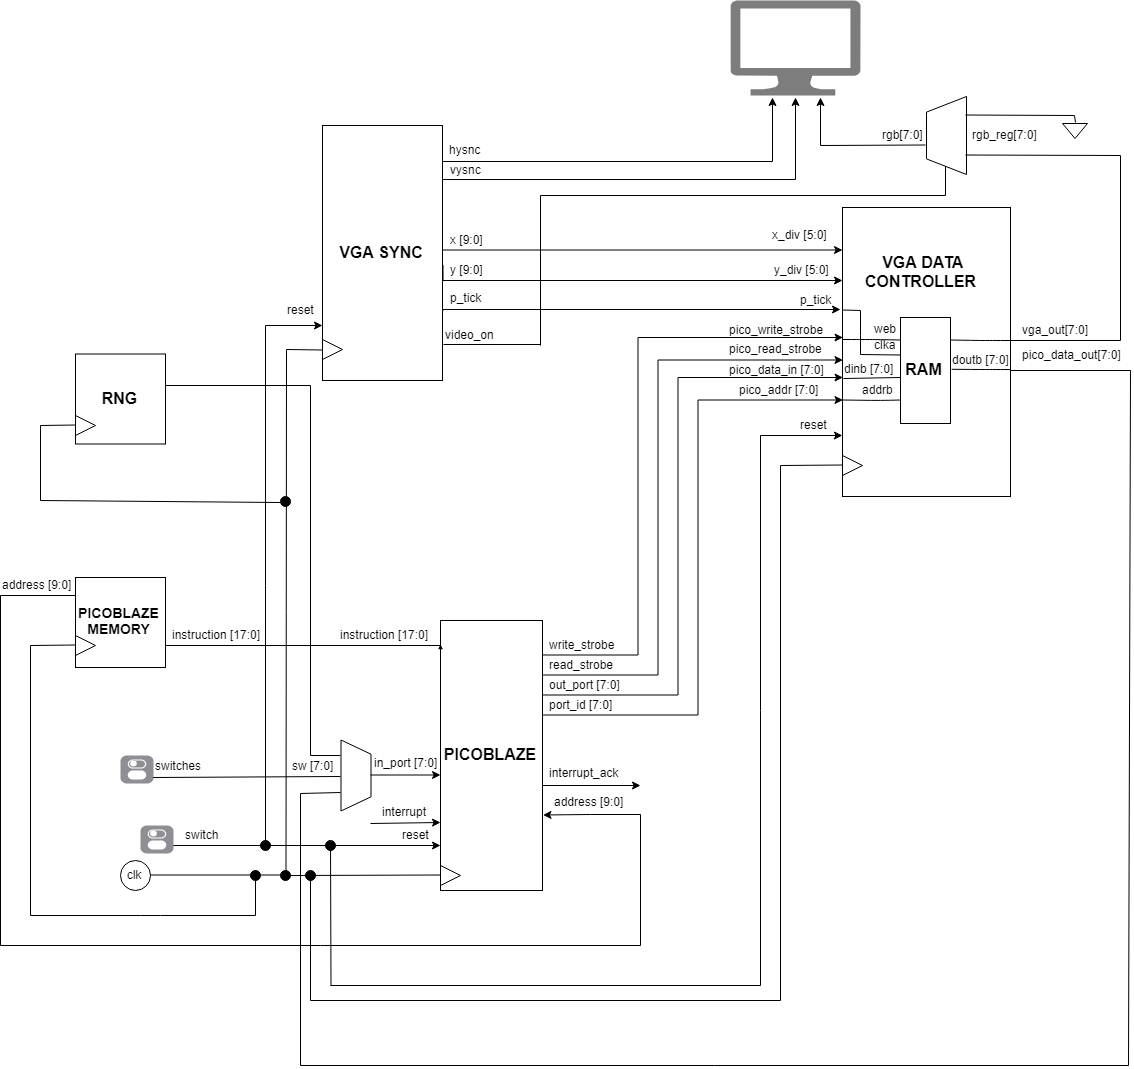 hysnc
vysnc
rgb[7:0]
rgb_reg[7:0]
VGA SYNC
x [9:0]
x_div [5:0]
y [9:0]
y_div [5:0]
VGA DATA
CONTROLLER
p_tick
p_tick
reset
video_on
pico_write_strobe
web
vga_out[7:0]
clka
pico_read_strobe
doutb [7:0]
pico_data_out[7:0]
pico_data_in [7:0]
dinb [7:0]
RAM
pico_addr [7:0]
addrb
RNG
reset
address [9:0]
PICOBLAZE
MEMORY
instruction [17:0]
instruction [17:0]
write_strobe
read_strobe
out_port [7:0]
port_id [7:0]
PICOBLAZE
switches
sw [7:0]
in_port [7:0]
interrupt_ack
address [9:0]
interrupt
switch
reset
clk